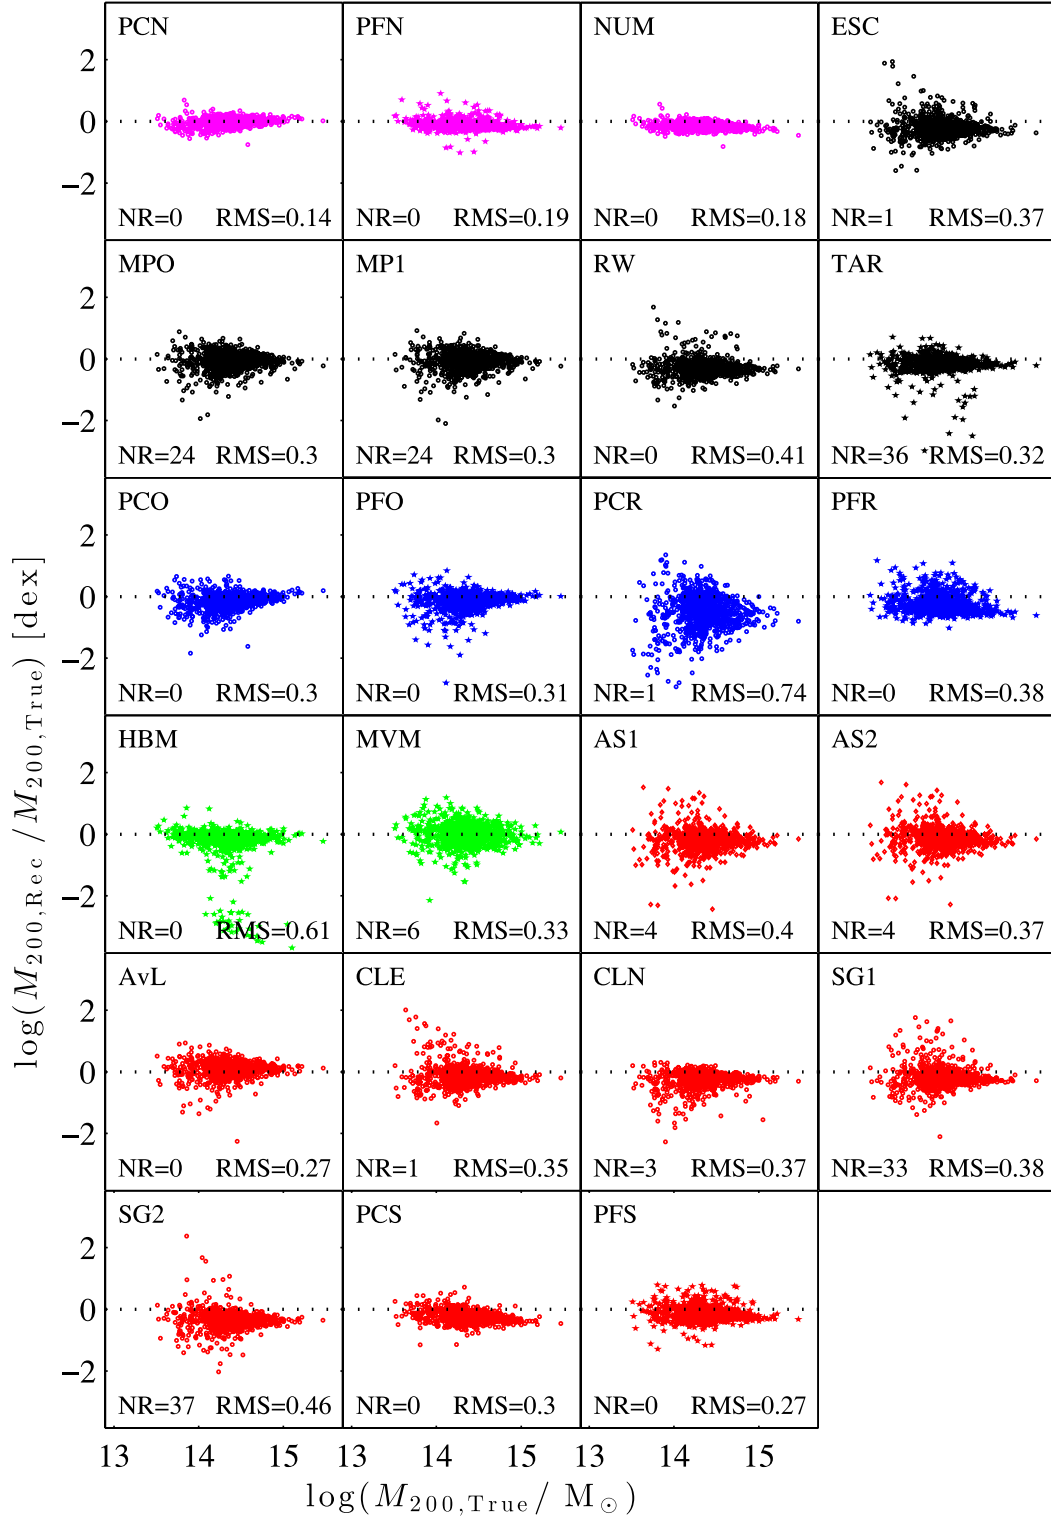 PCN PFN NUM ESC
2
0
−2
NR=0 RMS=0.14 NR=0 RMS=0.19 NR=0 RMS=0.18 NR=1 RMS=0.37
MPO MP1 RW TAR
2
0
−2
NR=24 RMS=0.3 NR=24 RMS=0.3 NR=0 RMS=0.41 NR=36 RMS=0.32
PCO PFO PCR PFR
2
0
−2
NR=0 RMS=0.3 NR=0 RMS=0.31 NR=1 RMS=0.74 NR=0 RMS=0.38
log(M200,Rec /M200,True) [dex]
HBM MVM AS1 AS2
2
0
−2
NR=0 RMS=0.61 NR=6 RMS=0.33 NR=4 RMS=0.4 NR=4 RMS=0.37
AvL CLE CLN SG1
2
0
−2
NR=0 RMS=0.27 NR=1 RMS=0.35 NR=3 RMS=0.37 NR=33 RMS=0.38
SG2 PCS PFS
2
0
−2
NR=37 RMS=0.46 NR=0 RMS=0.3 NR=0 RMS=0.27
13 14 15 13 14 15 13 14 15
log(M200,True/ M⊙)